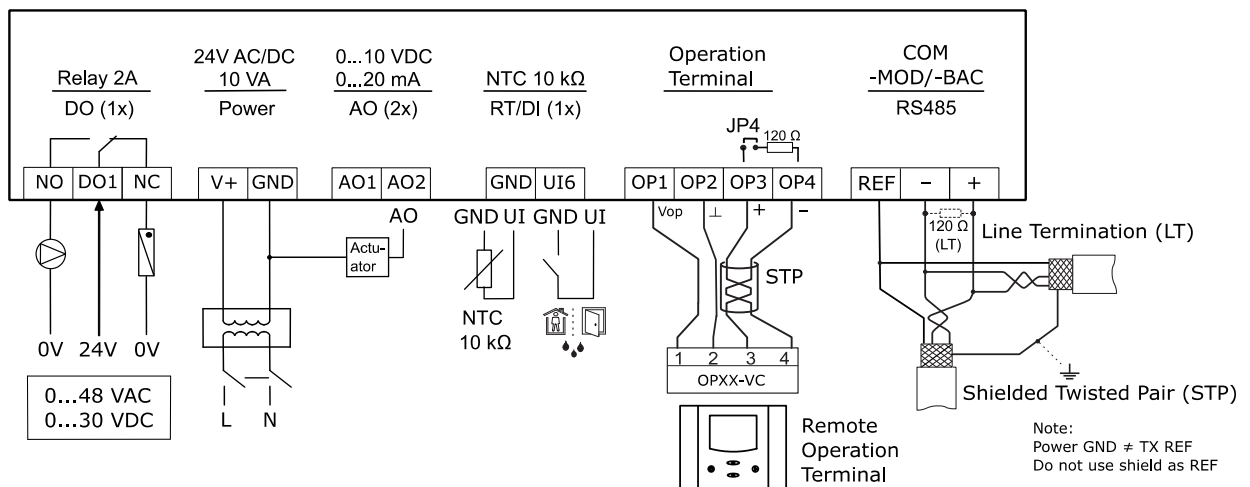 Relay 2A
DO (1x)
24V AC/DC
10 VA
Power
0...10 VDC
0...20 mA
AO (2x)
NTC 10 kΩ
RT/DI (1x)
Operation
Terminal
COM
-MOD/-BAC
RS485
JP4
120 Ω
NO DO1 NC
V+ GND
AO1 AO2
GND UI6
OP1 OP2 OP3 OP4
REF − +
AO
GND UI GND UI
Vop ⊥ + −
120 Ω
(LT)
Line Termination (LT)
Actu-
ator
STP
NTC
10 kΩ
0V 24V 0V
1 2 3 4
OPXX-VC
0...48 VAC
0...30 VDC
L N
Shielded Twisted Pair (STP)
Remote
Operation
Terminal
Note:
Power GND ≠ TX REF
Do not use shield as REF